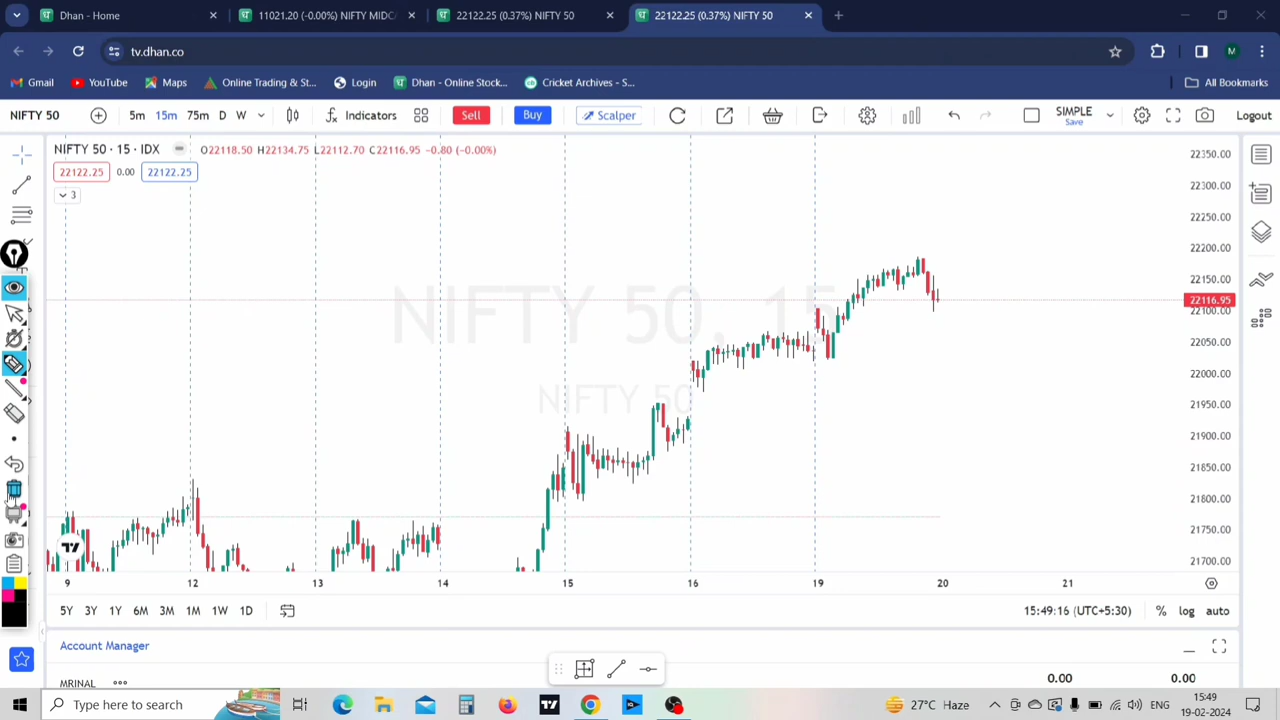 Dhan - Home
11021.20 (-0.00%) NIFTY MIDC
22122.25 (0.37%) NIFTY 50
22122.25 (0.37%) NIFTY 50
tv.dhan.co
M
Gmail
YouTube
Maps
Online Trading & St...
Login
Dhan - Online Stock...
Cricket Archives - S...
All Bookmarks
NIFTY 50
5m 15m 75m D W
Indicators
Sell
Buy
Scalper
SIMPLE
Save
Logout
NIFTY 50 · 15 · IDX
O22118.50 H22134.75 L22112.70 C22116.95 -0.80 (-0.00%)
22122.25 0.00 22122.25
3
NIFTY 50, 15
NIFTY 50
22350.00
22300.00
22250.00
22200.00
22150.00
22116.95
22100.00
22050.00
22000.00
21950.00
21900.00
21850.00
21800.00
21750.00
21700.00
9 12 13 14 15 16 19 20 21
5Y 3Y 1Y 6M 3M 1M 1W 1D
15:49:16 (UTC+5:30) % log auto
Account Manager
MRINAL
0.00 0.00
Type here to search
27°C Haze
ENG
15:49
19-02-2024